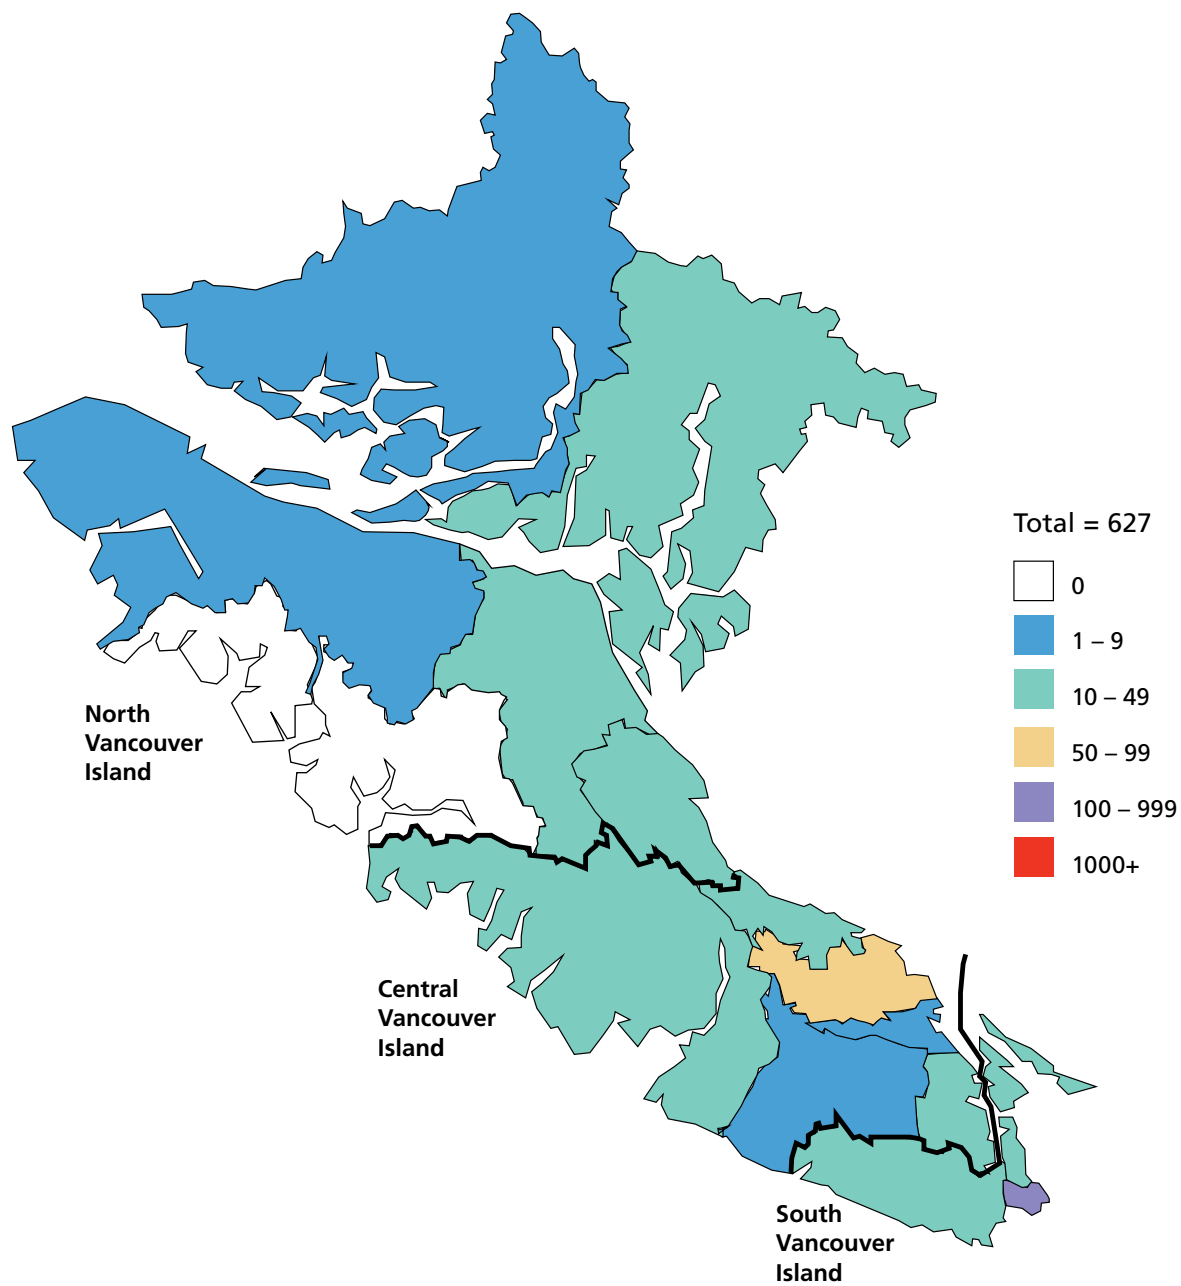 Total = 627
0
1 – 9
10 – 49
50 – 99
100 – 999
1000+
North
Vancouver
Island
Central
Vancouver
Island
South
Vancouver
Island